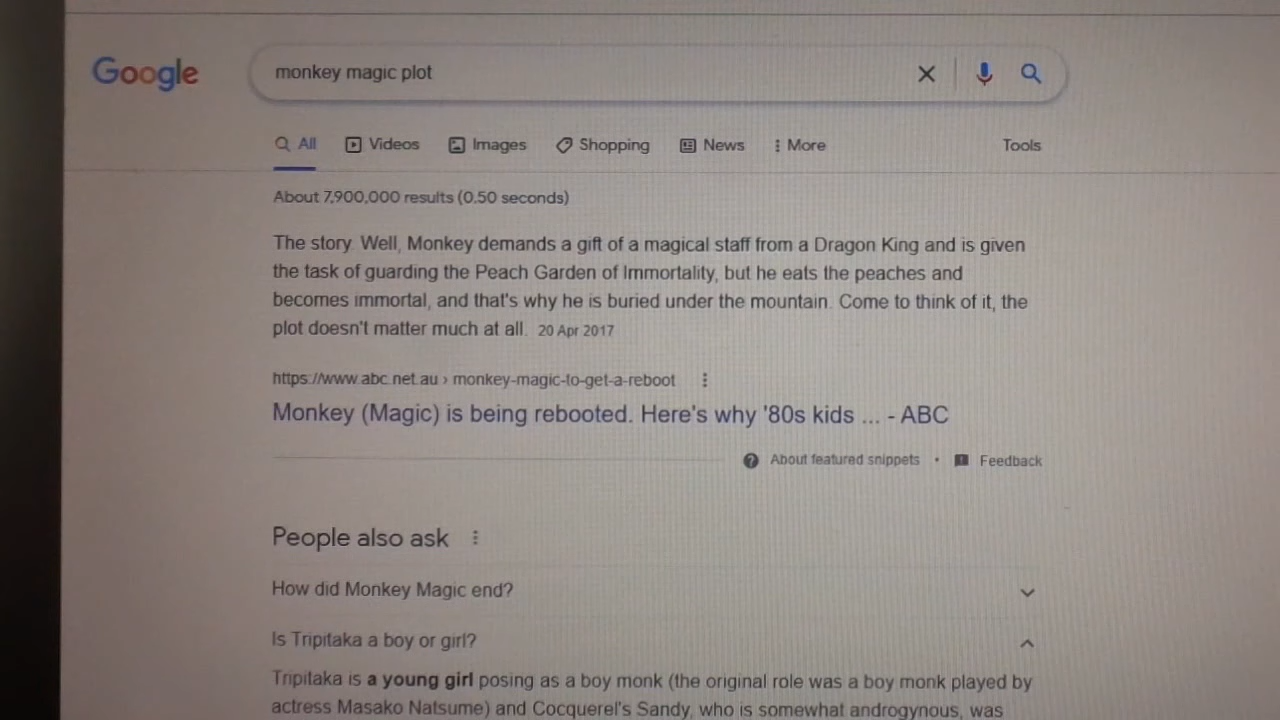 Google
monkey magic plot
All Videos Images Shopping News More Tools
About 7,900,000 results (0.50 seconds)
The story. Well, Monkey demands a gift of a magical staff from a Dragon King and is given
the task of guarding the Peach Garden of Immortality, but he eats the peaches and
becomes immortal, and that's why he is buried under the mountain. Come to think of it, the
plot doesn't matter much at all. 20 Apr 2017
https://www.abc.net.au › monkey-magic-to-get-a-reboot
Monkey (Magic) is being rebooted. Here's why '80s kids ... - ABC
About featured snippets • Feedback
People also ask
How did Monkey Magic end?
Is Tripitaka a boy or girl?
Tripitaka is a young girl posing as a boy monk (the original role was a boy monk played by
actress Masako Natsume) and Cocquerel's Sandy, who is somewhat androgynous, was